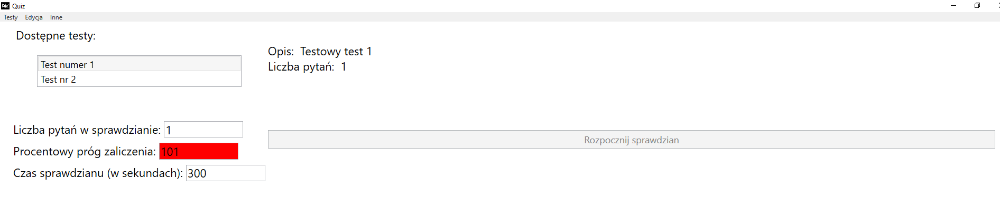 Quiz
Testy Edycja Inne
Dostępne testy:
Test numer 1
Test nr 2
Opis: Testowy test 1
Liczba pytań: 1
Liczba pytań w sprawdzianie: 1
Procentowy próg zaliczenia: 101
Czas sprawdzianu (w sekundach): 300
Rozpocznij sprawdzian